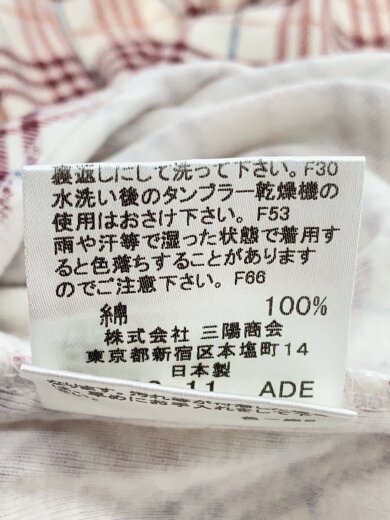 裏返しにして洗って下さい。F30
水洗い後のタンブラー乾燥機の
使用はおさけ下さい。F53
雨や汗等で湿った状態で着用す
ると色落ちすることがあります
のでご注意下さい。F66
綿 100%
株式会社 三陽商会
東京都新宿区本塩町14
日本製
11 ADE